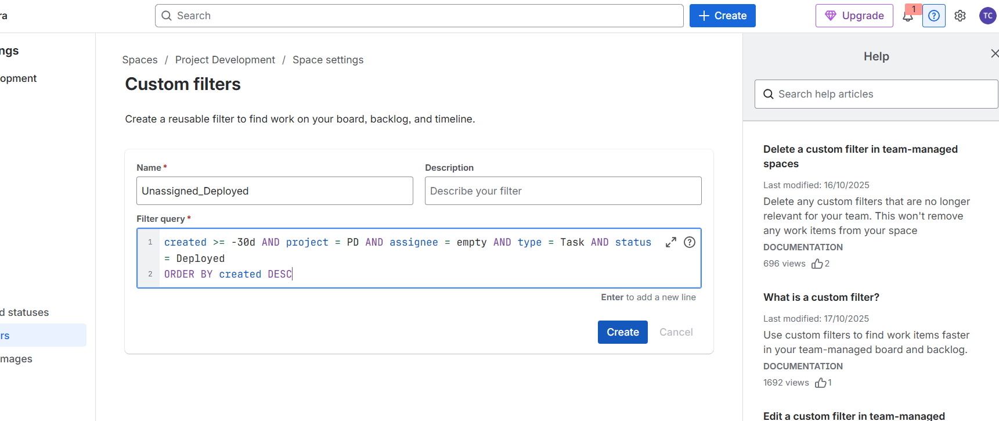 ra
Search
Create
Upgrade
1
TC
ngs
opment
d statuses
rs
mages
Spaces / Project Development / Space settings
Custom filters
Create a reusable filter to find work on your board, backlog, and timeline.
Name *
Description
Unassigned_Deployed
Describe your filter
Filter query *
1 created >= -30d AND project = PD AND assignee = empty AND type = Task AND status
= Deployed
2 ORDER BY created DESC
Enter to add a new line
Create Cancel
Help
Search help articles
Delete a custom filter in team-managed
spaces
Last modified: 16/10/2025
Delete any custom filters that are no longer
relevant for your team. This won't remove
any work items from your space
DOCUMENTATION
696 views 2
What is a custom filter?
Last modified: 17/10/2025
Use custom filters to find work items faster
in your team-managed board and backlog.
DOCUMENTATION
1692 views 1
Edit a custom filter in team-managed